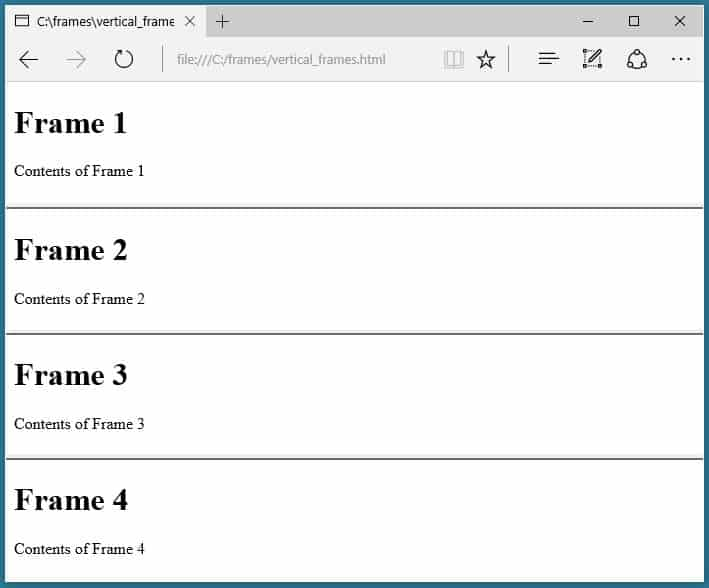 C:\frames\vertical_frame
file:///C:/frames/vertical_frames.html
Frame 1
Contents of Frame 1
Frame 2
Contents of Frame 2
Frame 3
Contents of Frame 3
Frame 4
Contents of Frame 4